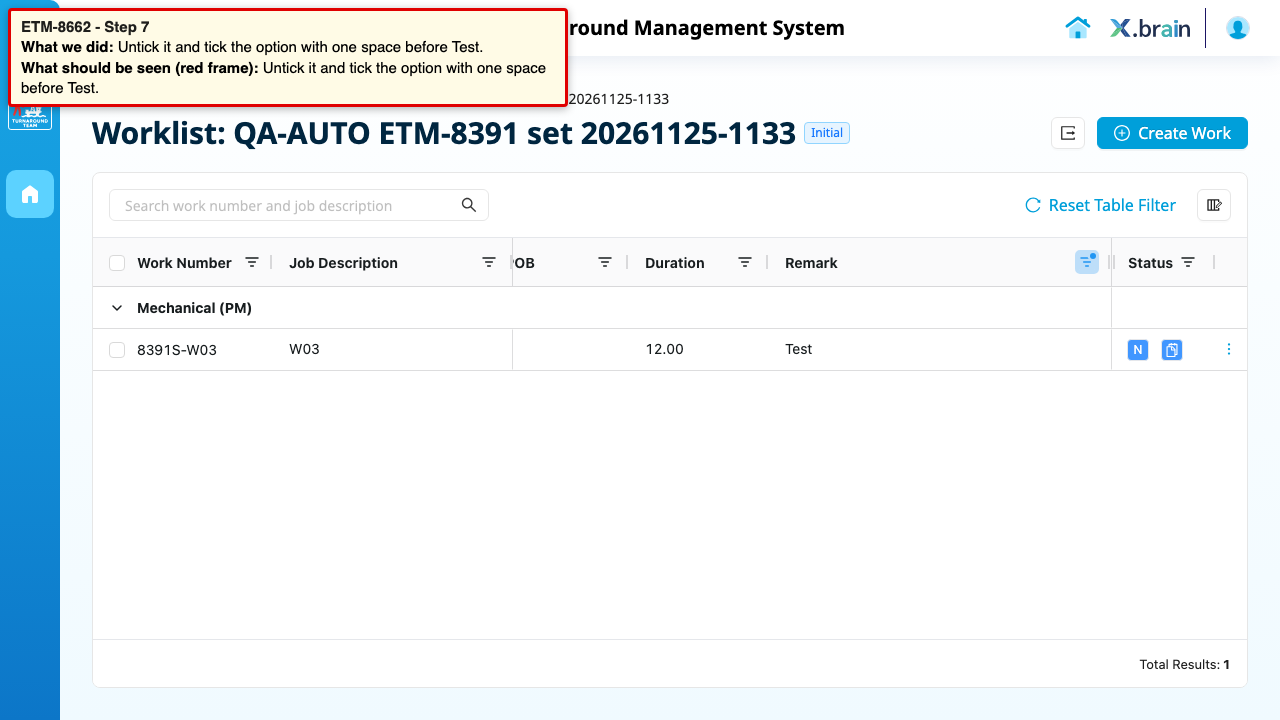 ETM-8662 - Step 7
What we did: Untick it and tick the option with one space before Test.
What should be seen (red frame): Untick it and tick the option with one space
before Test.
round Management System
X.brain
TURNAROUND
TEAM
20261125-1133
Worklist: QA-AUTO ETM-8391 set 20261125-1133
Initial
Create Work
Search work number and job description
Reset Table Filter
Work Number
Job Description
OB
Duration
Remark
Status
Mechanical (PM)
8391S-W03
W03
12.00
Test
N
Total Results: 1